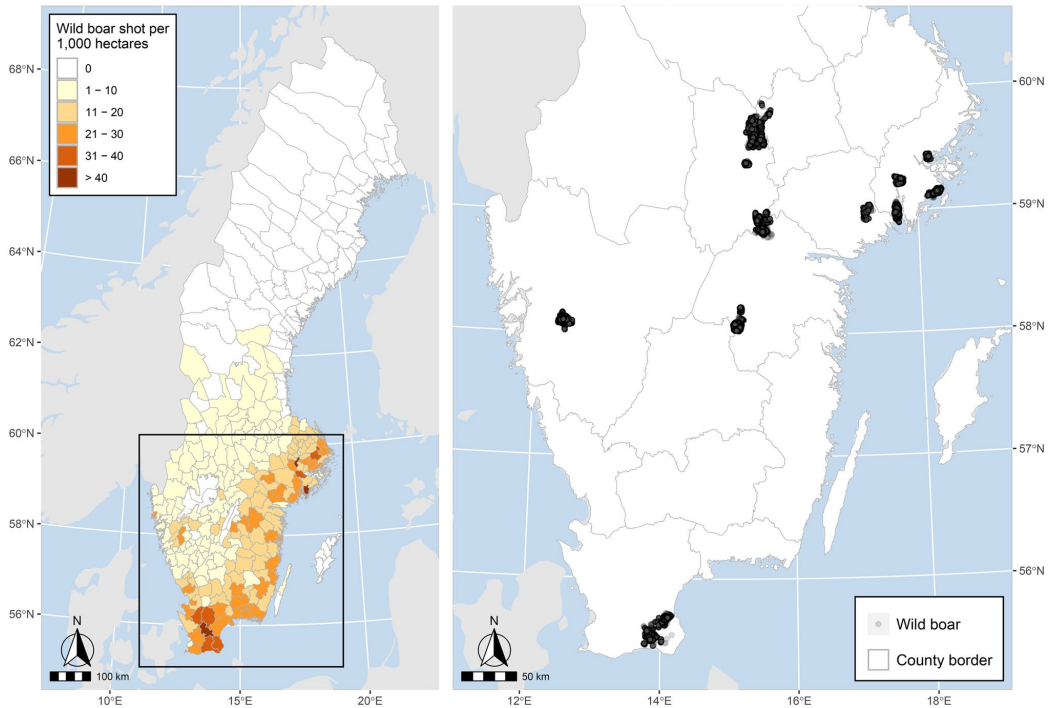 Wild boar shot per
1,000 hectares
0
1 – 10
11 – 20
21 – 30
31 – 40
> 40
68°N
66°N
64°N
62°N
60°N
58°N
56°N
N
100 km
10°E
15°E
20°E
60°N
59°N
58°N
57°N
56°N
N
50 km
Wild boar
County border
12°E
14°E
16°E
18°E